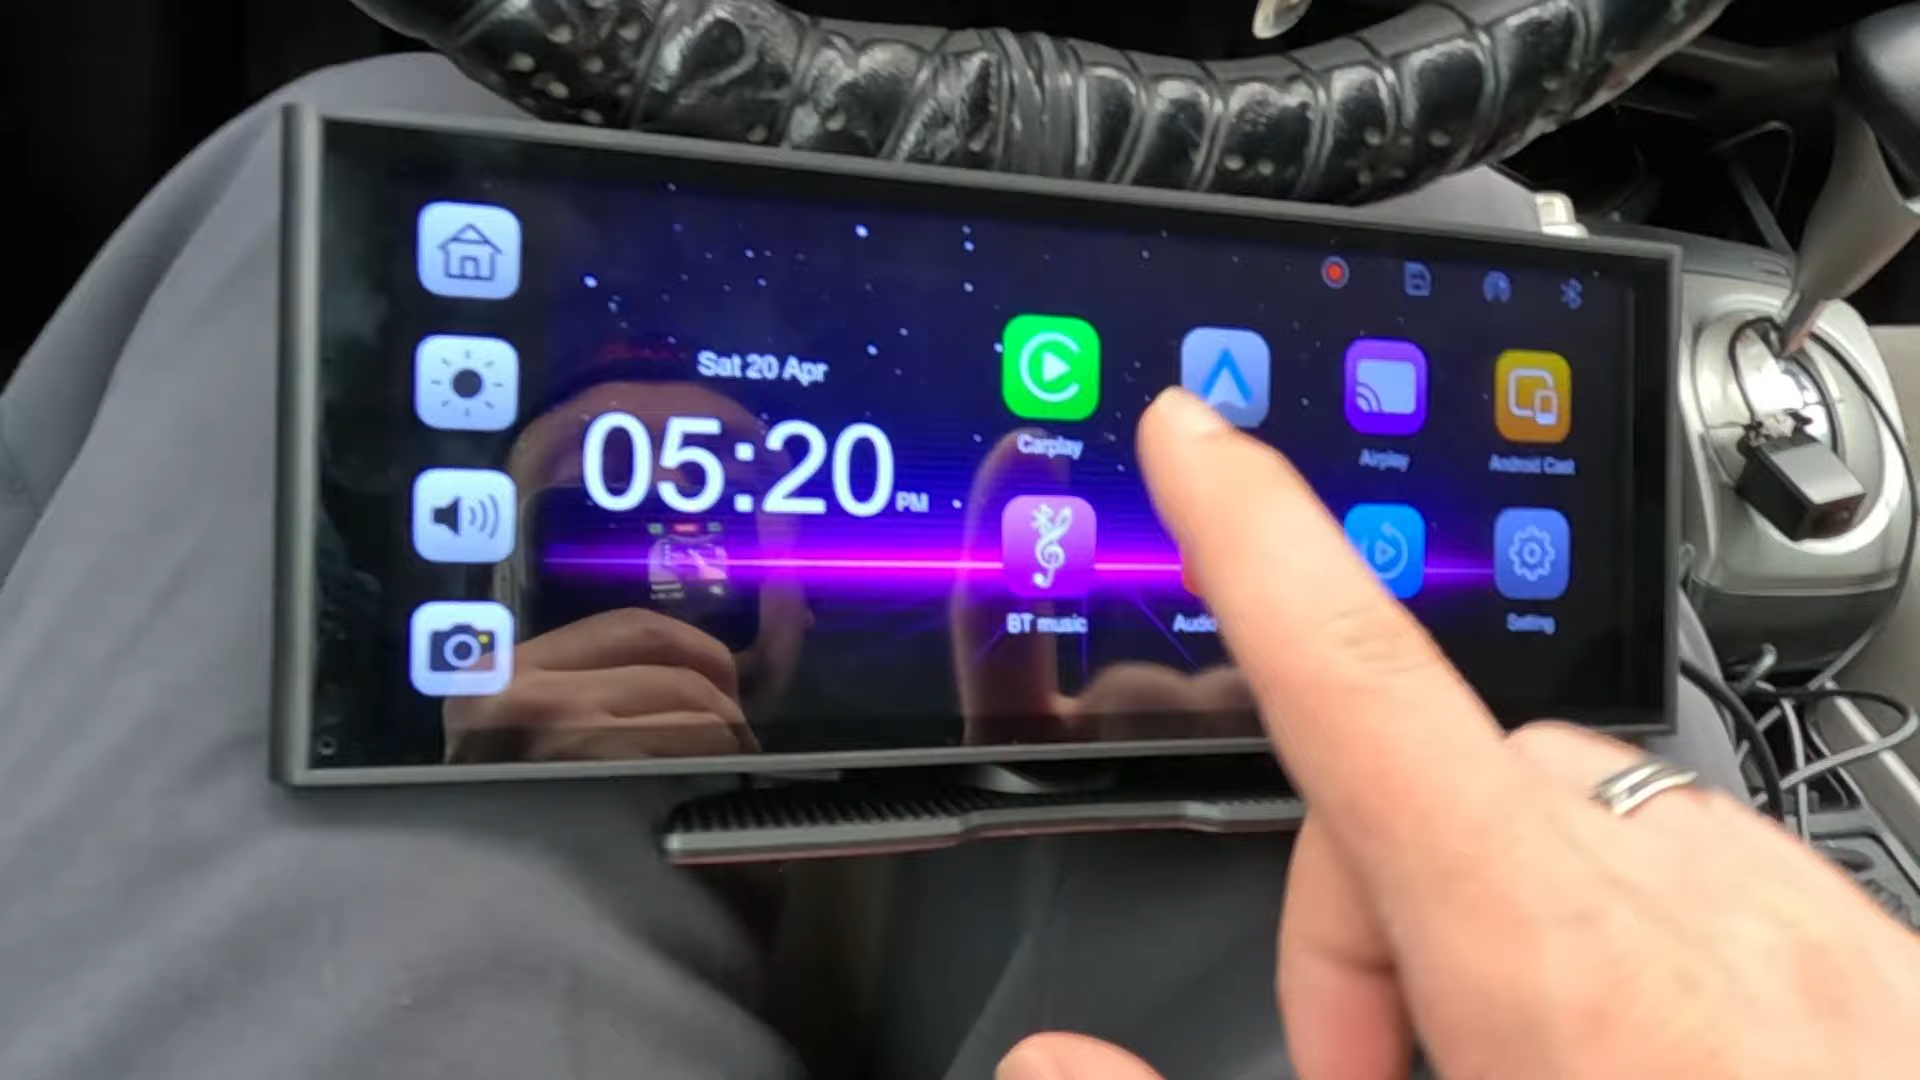 Sat 20 Apr
05:20 PM
Carplay
Airplay
Android Cast
BT music
Setting